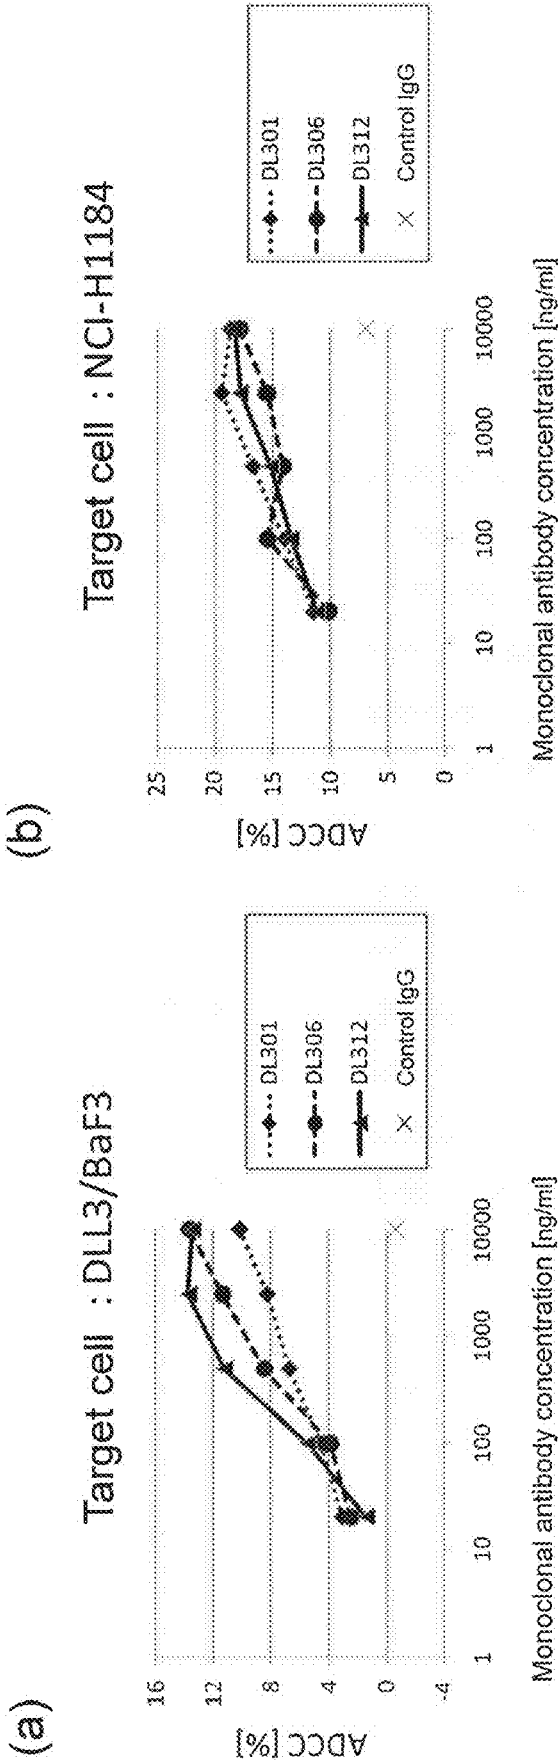 (a)
Target cell : DLL3/BaF3
ADCC [%]
16
12
8
4
0
-4
1
10
100
1000
10000
Monoclonal antibody concentration [ng/ml]
DL301
DL306
DL312
Control IgG
(b)
Target cell : NCI-H1184
ADCC [%]
25
20
15
10
5
0
1
10
100
1000
10000
Monoclonal antibody concentration [ng/ml]
DL301
DL306
DL312
Control IgG